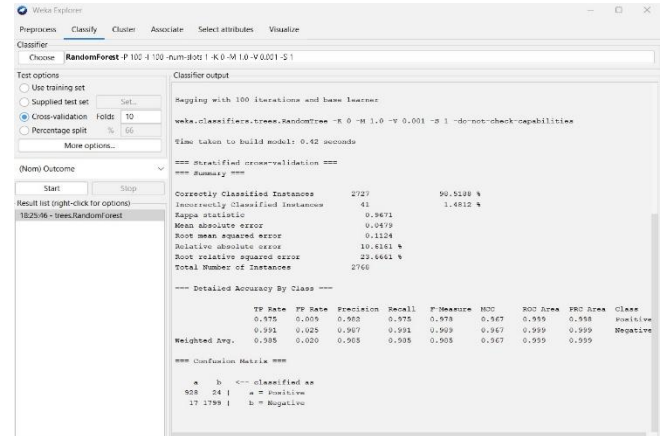 Weka Explorer
Preprocess Classify Cluster Associate Select attributes Visualize
Classifier
Choose RandomForest -P 100 -I 100 -num-slots 1 -K 0 -M 1.0 -V 0.001 -S 1
Test options
Use training set
Supplied test set Set...
Cross-validation Folds 10
Percentage split % 66
More options...
(Nom) Outcome
Start Stop
Result list (right-click for options)
18:25:46 - trees.RandomForest
Classifier output
Bagging with 100 iterations and base learner
weka.classifiers.trees.RandomTree -K 0 -M 1.0 -V 0.001 -S 1 -do-not-check-capabilities
Time taken to build model: 0.42 seconds
=== Stratified cross-validation ===
=== Summary ===
Correctly Classified Instances 2727 98.5188 %
Incorrectly Classified Instances 41 1.4812 %
Kappa statistic 0.9671
Mean absolute error 0.0479
Root mean squared error 0.1124
Relative absolute error 10.6161 %
Root relative squared error 23.6661 %
Total Number of Instances 2768
=== Detailed Accuracy By Class ===
TP Rate FP Rate Precision Recall F-Measure MCC ROC Area PRC Area Class
0.975 0.009 0.982 0.975 0.978 0.967 0.999 0.998 Positive
0.991 0.025 0.987 0.991 0.989 0.967 0.999 0.999 Negative
Weighted Avg. 0.985 0.020 0.985 0.985 0.985 0.967 0.999 0.999
=== Confusion Matrix ===
a b <-- classified as
928 24 | a = Positive
17 1799 | b = Negative